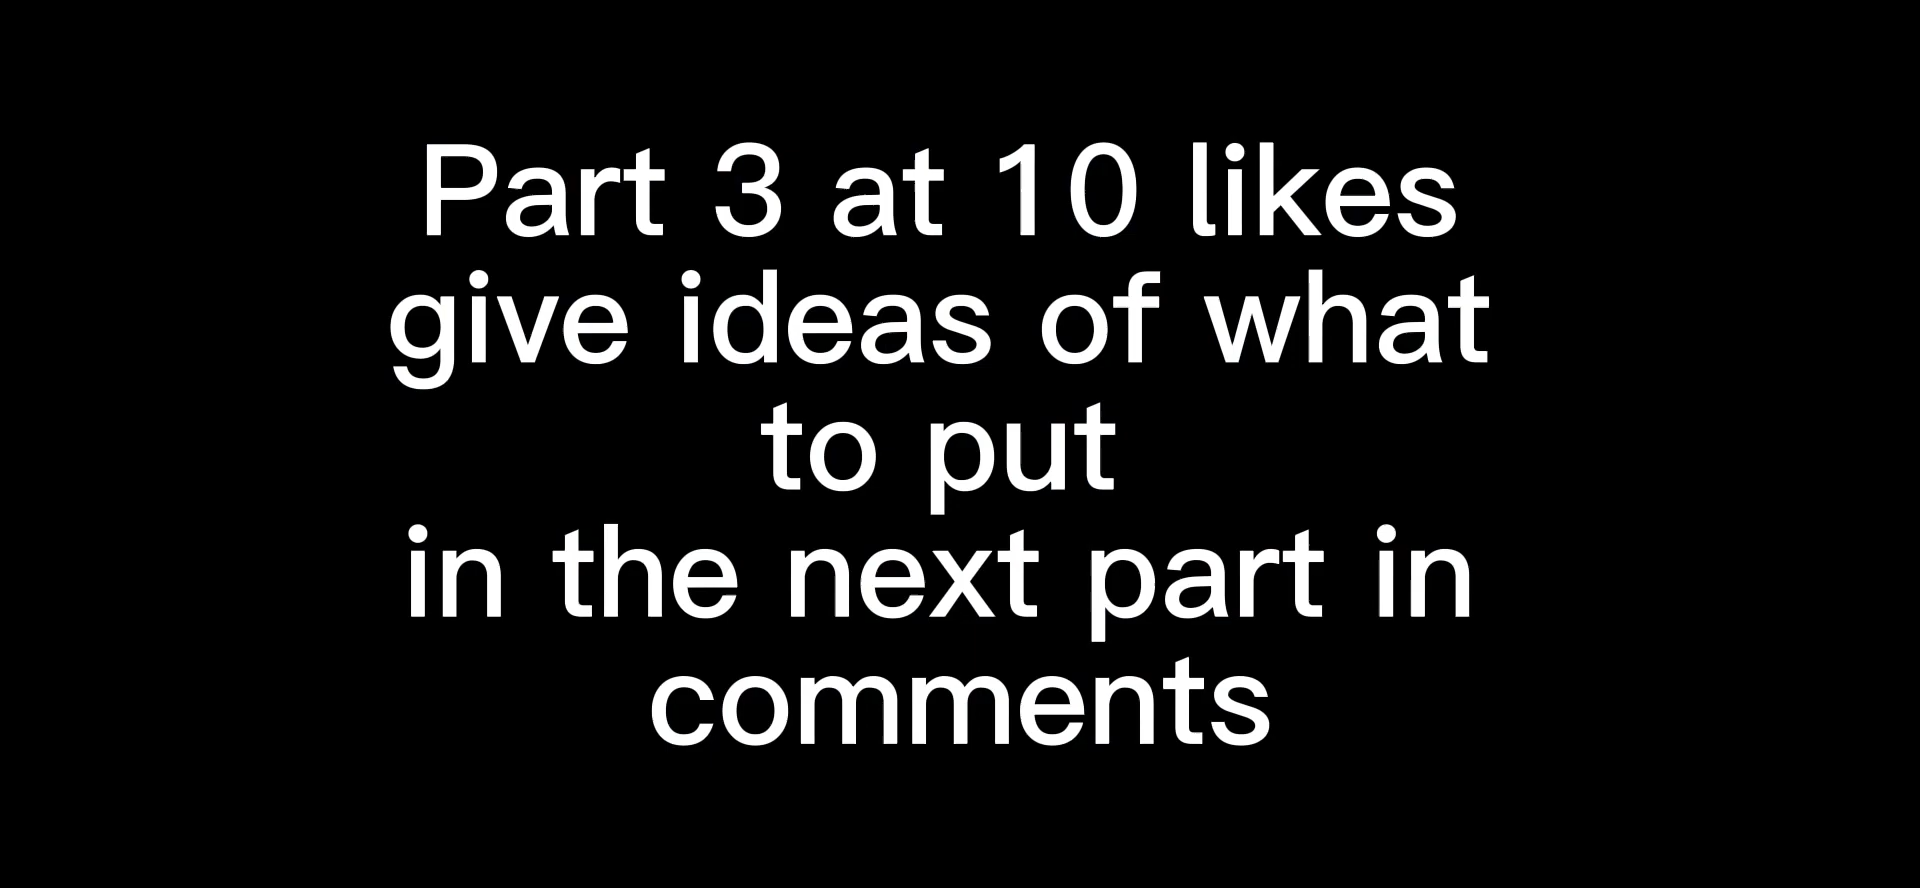 Part 3 at 10 likes
give ideas of what
to put
in the next part in
comments